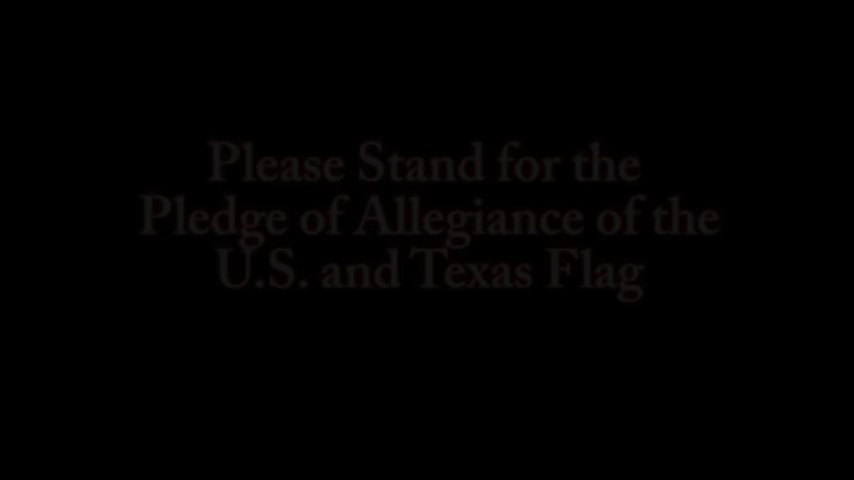 Please Stand for the
Pledge of Allegiance of the
U.S. and Texas Flag